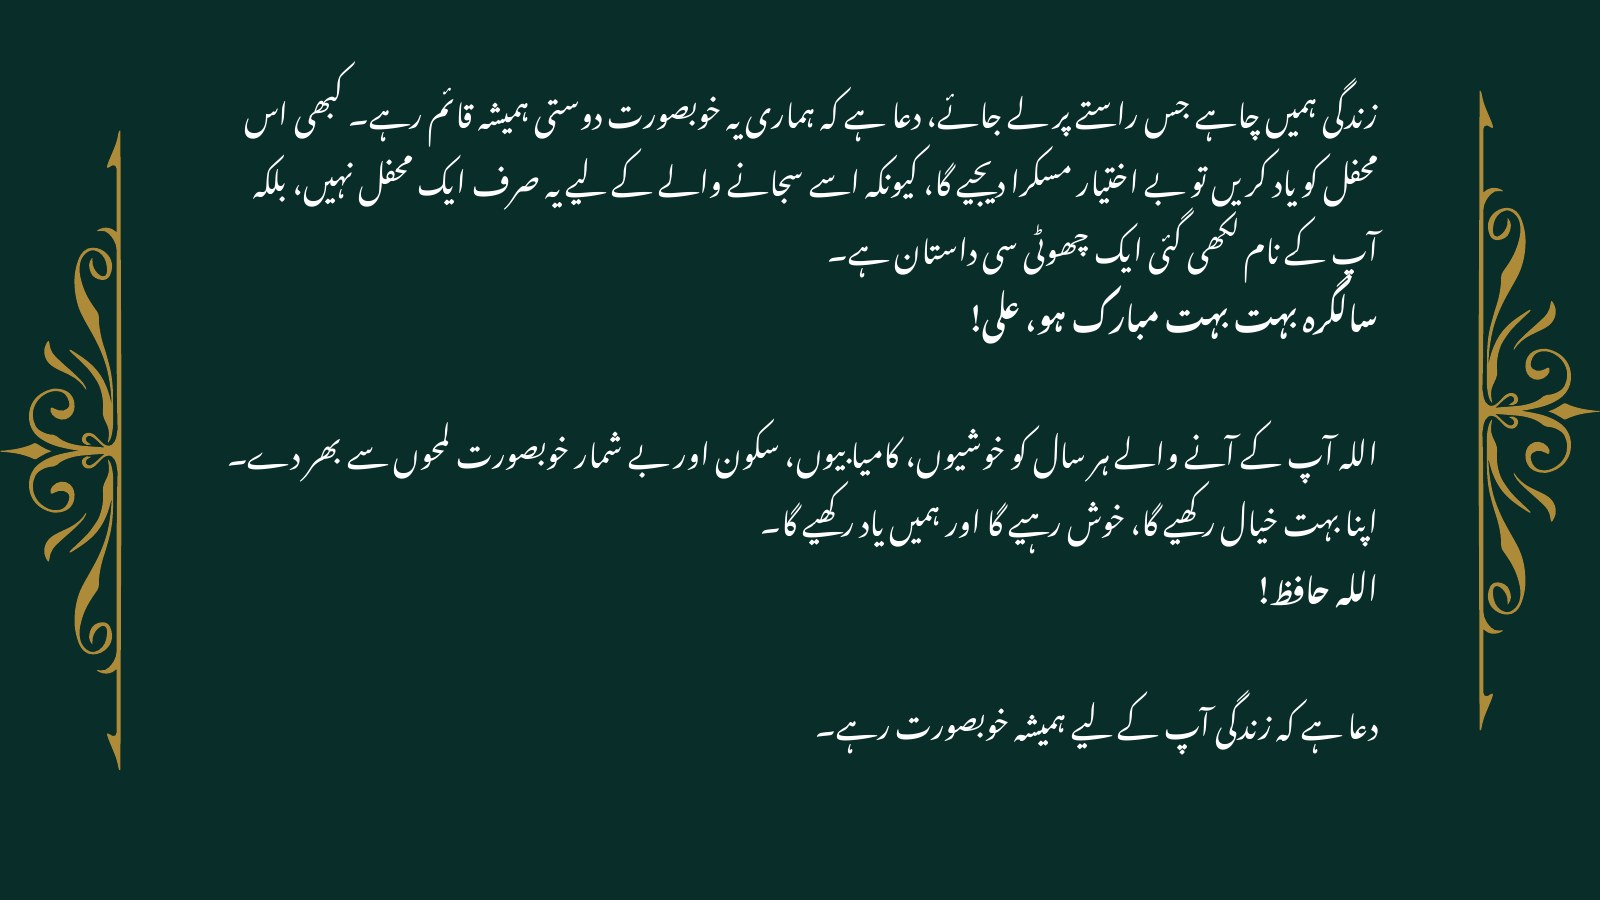 زندگی ہمیں چاہے جس راستے پر لے جائے، دعا ہے کہ ہماری یہ خوبصورت دوستی ہمیشہ قائم رہے۔ کبھی اس
محفل کو یاد کریں تو بے اختیار مسکرا دیجیے گا، کیونکہ اسے سجانے والے کے لیے یہ صرف ایک محفل نہیں، بلکہ
آپ کے نام لکھی گئی ایک چھوٹی سی داستان ہے۔
سالگرہ بہت بہت مبارک ہو، علی!
اللہ آپ کے آنے والے ہر سال کو خوشیوں، کامیابیوں، سکون اور بے شمار خوبصورت لمحوں سے بھر دے۔
اپنا بہت خیال رکھیے گا، خوش رہیے گا اور ہمیں یاد رکھیے گا۔
اللہ حافظ!
دعا ہے کہ زندگی آپ کے لیے ہمیشہ خوبصورت رہے۔